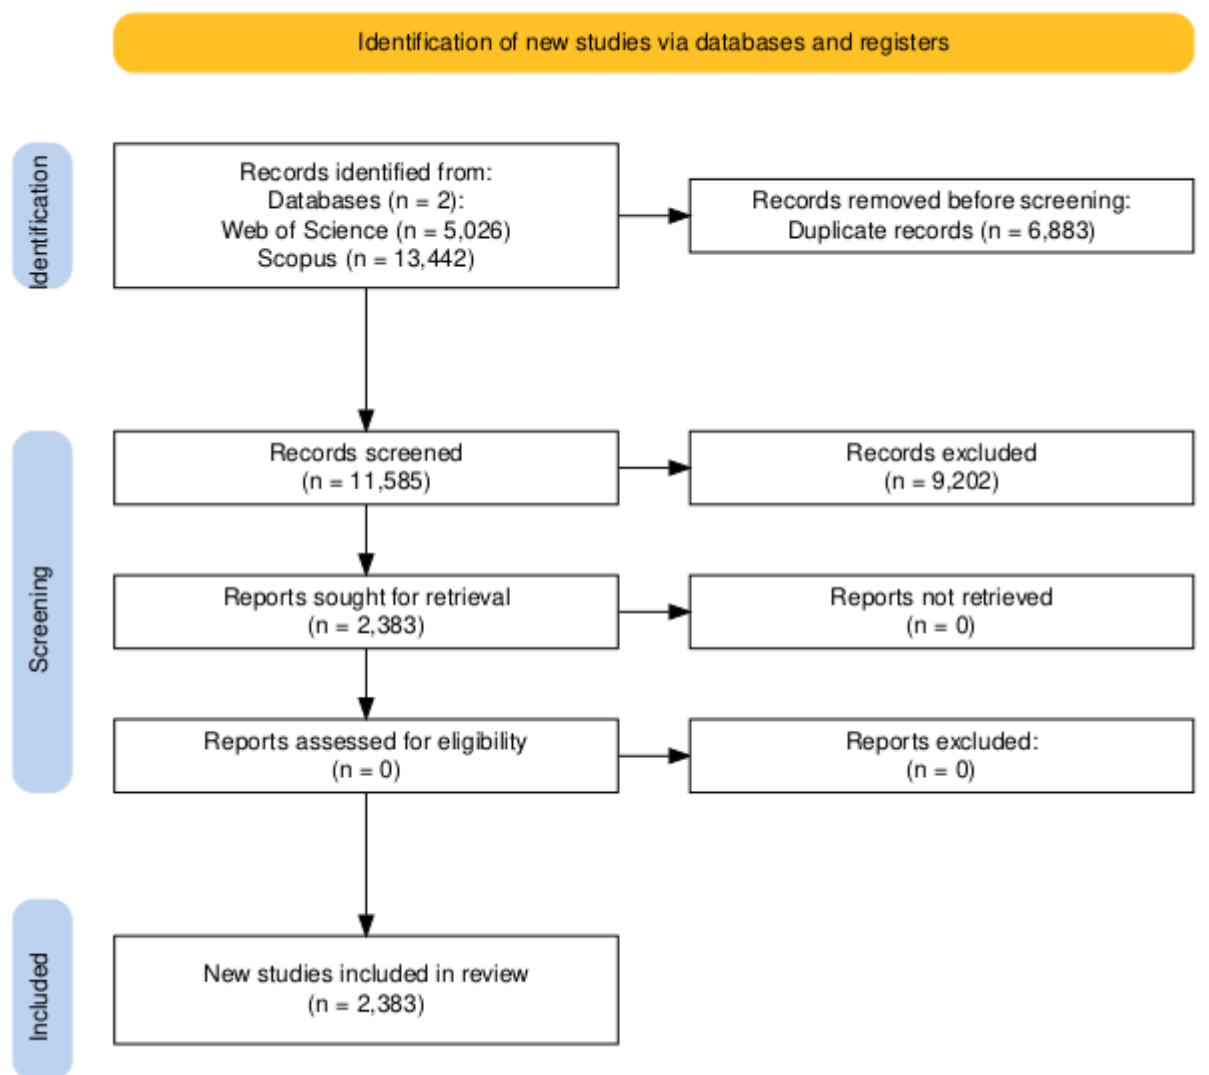 Identification of new studies via databases and registers
Identification
Records identified from:
Databases (n = 2):
Web of Science (n = 5,026)
Scopus (n = 13,442)
Records removed before screening:
Duplicate records (n = 6,883)
Screening
Records screened
(n = 11,585)
Records excluded
(n = 9,202)
Reports sought for retrieval
(n = 2,383)
Reports not retrieved
(n = 0)
Reports assessed for eligibility
(n = 0)
Reports excluded:
(n = 0)
Included
New studies included in review
(n = 2,383)